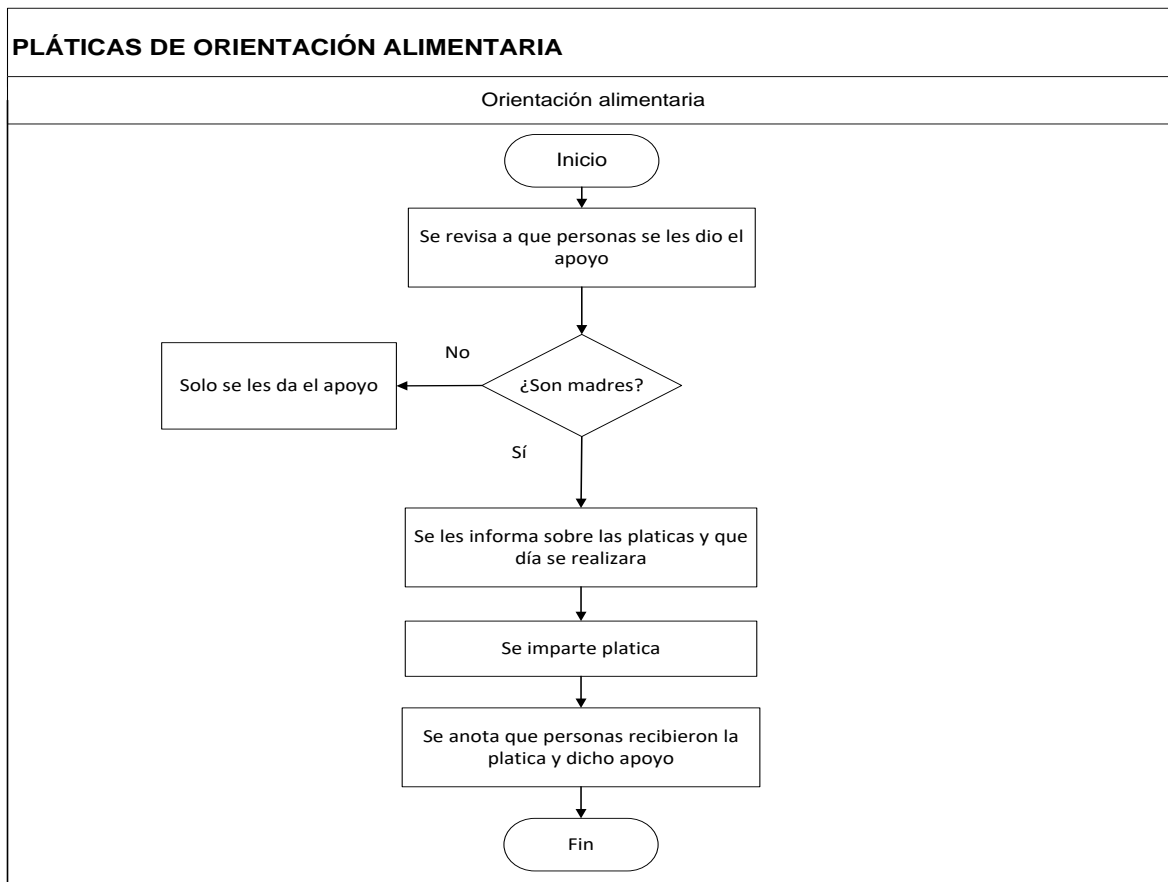 PLÁTICAS DE ORIENTACIÓN ALIMENTARIA
Orientación alimentaria
Inicio
Se revisa a que personas se les dio el
apoyo
No
Solo se les da el apoyo
¿Son madres?
Sí
Se les informa sobre las platicas y que
día se realizara
Se imparte platica
Se anota que personas recibieron la
platica y dicho apoyo
Fin